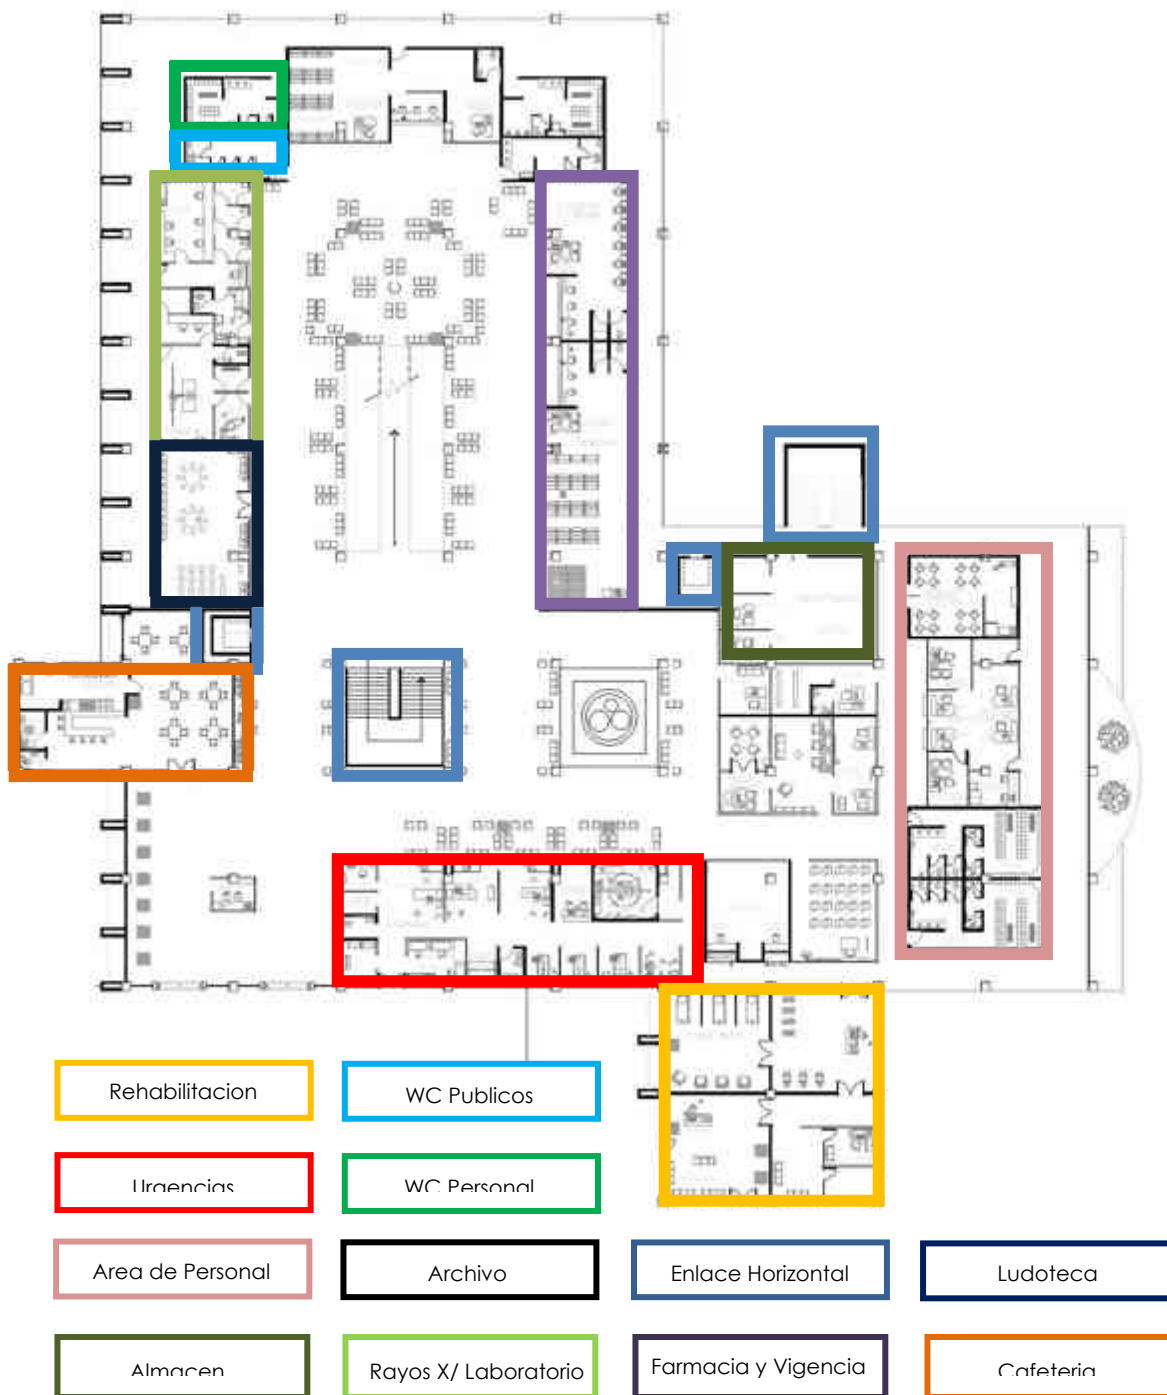 Rehabilitacion
WC Publicos
Urgencias
WC Personal
Area de Personal
Archivo
Enlace Horizontal
Ludoteca
Almacen
Rayos X/ Laboratorio
Farmacia y Vigencia
Cafeteria